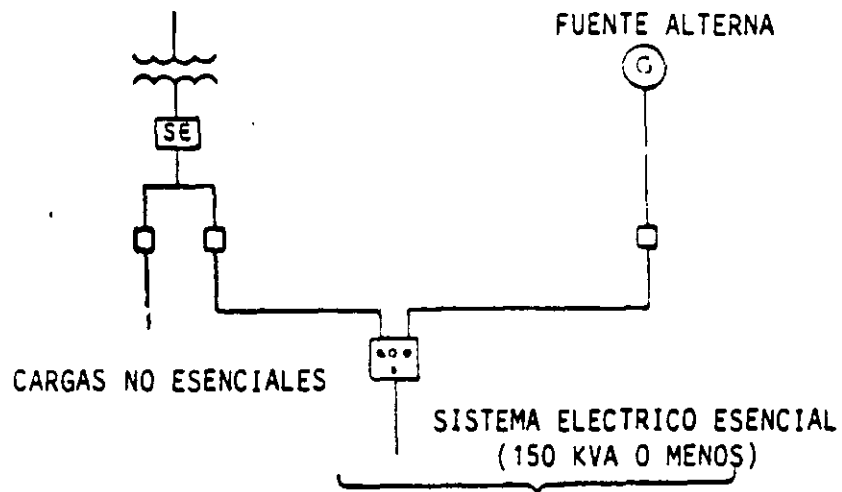 FUENTE ALTERNA
G
SE
CARGAS NO ESENCIALES
SISTEMA ELECTRICO ESENCIAL
(150 KVA O MENOS)